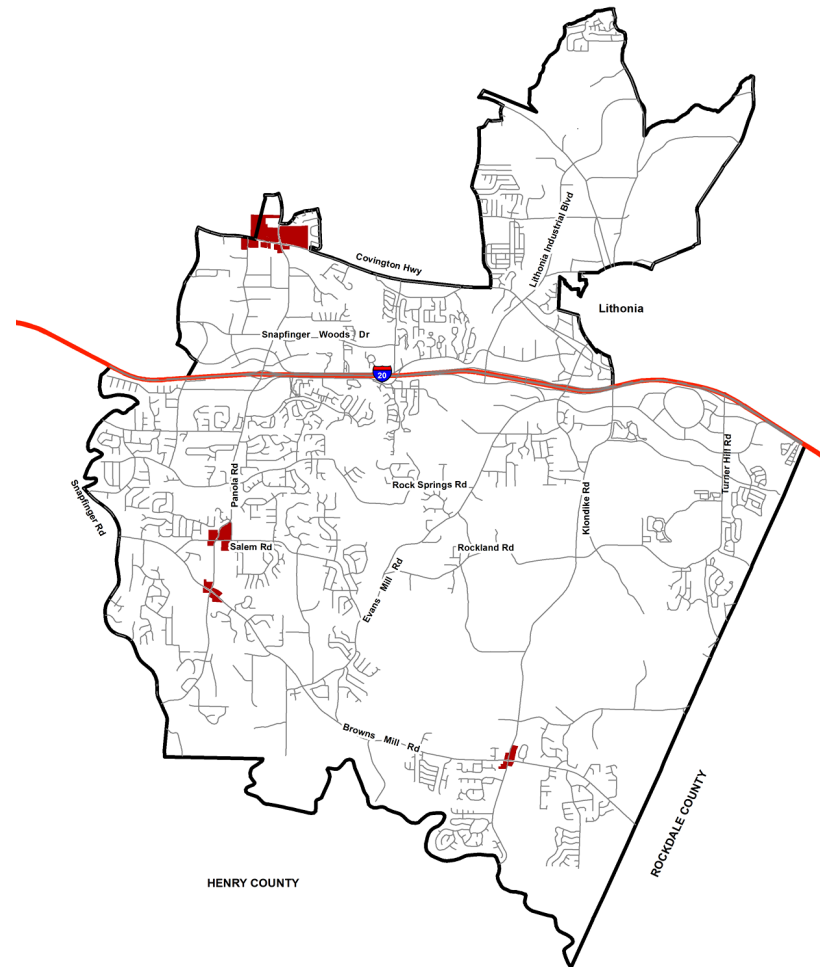 Lithonia Industrial Blvd
Covington Hwy
Lithonia
Snapfinger Woods Dr
20
Panola Rd
Turner Hill Rd
Snapfinger Rd
Rock Springs Rd
Klondike Rd
Salem Rd
Rockland Rd
Evans Mill Rd
Browns Mill Rd
ROCKDALE COUNTY
HENRY COUNTY